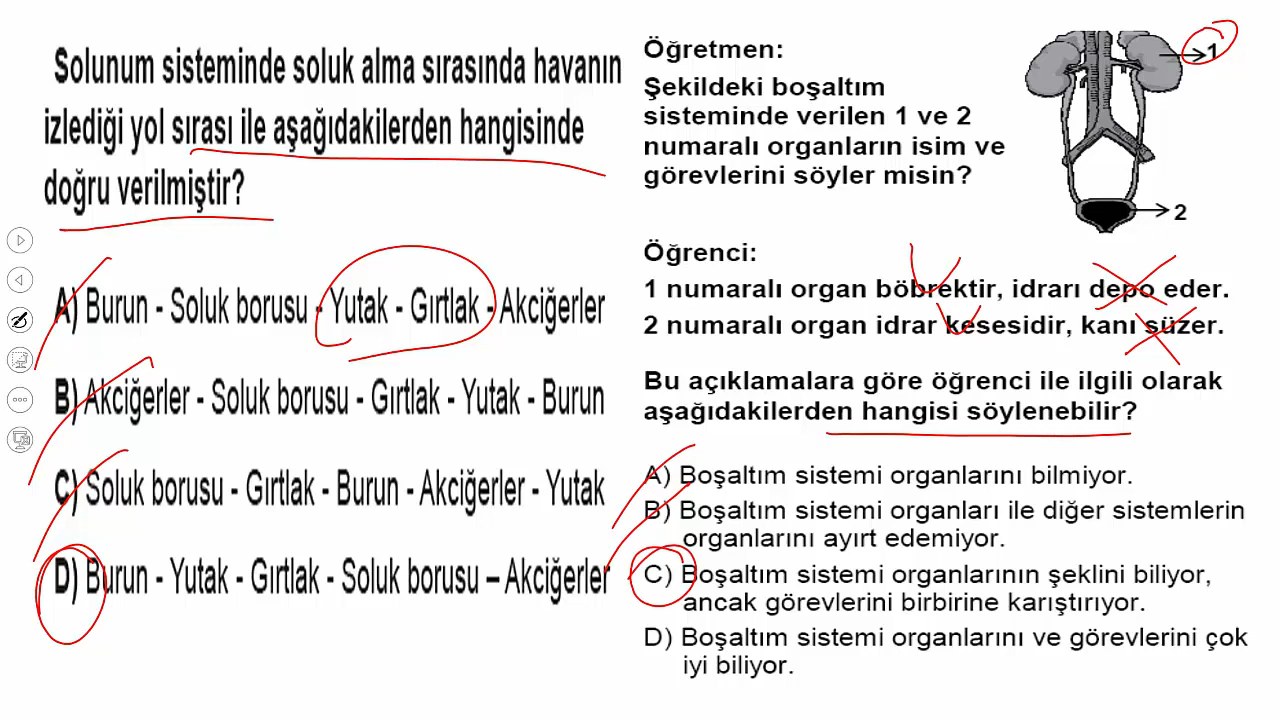 Solunum sisteminde soluk alma sırasında havanın
izlediği yol sırası ile aşağıdakilerden hangisinde
doğru verilmiştir?
A) Burun - Soluk borusu - Yutak - Gırtlak - Akciğerler
B) Akciğerler - Soluk borusu - Gırtlak - Yutak - Burun
C) Soluk borusu - Gırtlak - Burun - Akciğerler - Yutak
D) Burun - Yutak - Gırtlak - Soluk borusu – Akciğerler
Öğretmen:
Şekildeki boşaltım
sisteminde verilen 1 ve 2
numaralı organların isim ve
görevlerini söyler misin?
1
2
Öğrenci:
1 numaralı organ böbrektir, idrarı depo eder.
2 numaralı organ idrar kesesidir, kanı süzer.
Bu açıklamalara göre öğrenci ile ilgili olarak
aşağıdakilerden hangisi söylenebilir?
A) Boşaltım sistemi organlarını bilmiyor.
B) Boşaltım sistemi organları ile diğer sistemlerin
organlarını ayırt edemiyor.
C) Boşaltım sistemi organlarının şeklini biliyor,
ancak görevlerini birbirine karıştırıyor.
D) Boşaltım sistemi organlarını ve görevlerini çok
iyi biliyor.